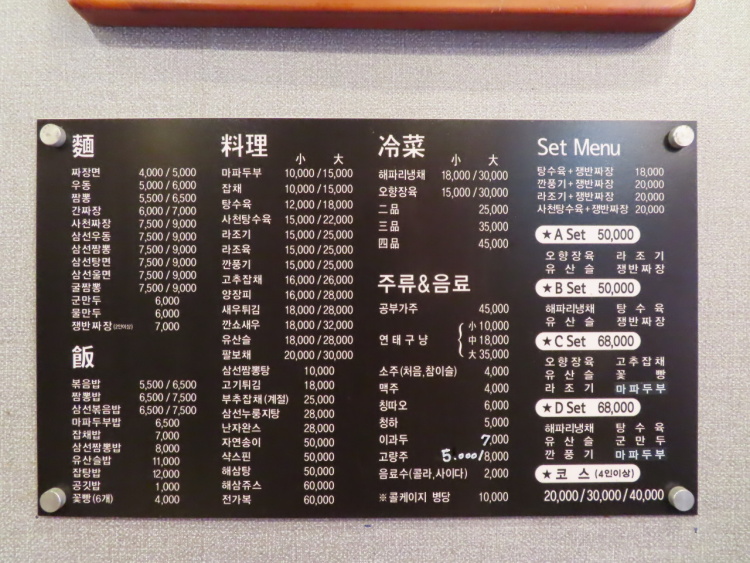 麵
짜장면 4,000 / 5,000
우동 5,000 / 6,000
짬뽕 5,500 / 6,500
간짜장 6,000 / 7,000
사천짜장 7,500 / 9,000
삼선우동 7,500 / 9,000
삼선짬뽕 7,500 / 9,000
삼선탕면 7,500 / 9,000
삼선울면 7,500 / 9,000
굴짬뽕 7,500 / 9,000
군만두 6,000
물만두 6,000
쟁반짜장(2인이상) 7,000
飯
볶음밥 5,500 / 6,500
짬뽕밥 6,500 / 7,500
삼선볶음밥 6,500 / 7,500
마파두부밥 6,500
잡채밥 7,000
삼선짬뽕밥 8,000
유산슬밥 11,000
잡탕밥 12,000
공깃밥 1,000
꽃빵(6개) 4,000
料理
小 大
마파두부 10,000 / 15,000
잡채 10,000 / 15,000
탕수육 12,000 / 18,000
사천탕수육 15,000 / 22,000
라조기 15,000 / 25,000
라조육 15,000 / 25,000
깐풍기 15,000 / 25,000
고추잡채 16,000 / 26,000
양장피 16,000 / 28,000
새우튀김 18,000 / 28,000
깐쇼새우 18,000 / 32,000
유산슬 18,000 / 28,000
팔보채 20,000 / 30,000
삼선짬뽕탕 10,000
고기튀김 18,000
부추잡채(계절) 25,000
삼선누룽지탕 28,000
난자완스 28,000
자연송이 50,000
샥스핀 50,000
해삼탕 50,000
해삼쥬스 60,000
전가복 60,000
冷菜
小 大
해파리냉채 18,000 / 30,000
오향장육 15,000 / 30,000
二品 25,000
三品 35,000
四品 45,000
주류&음료
공부가주 45,000
연태구냥 小 10,000
中 18,000
大 35,000
소주(처음,참이슬) 4,000
맥주 4,000
칭따오 6,000
청하 5,000
이과두 7,000
고량주 5.000/8,000
음료수(콜라,사이다) 2,000
※콜케이지 병당 10,000
Set Menu
탕수육+쟁반짜장 18,000
깐풍기+쟁반짜장 20,000
라조기+쟁반짜장 20,000
사천탕수육+쟁반짜장 20,000
★A Set 50,000
오향장육 라조기
유산슬 쟁반짜장
★B Set 50,000
해파리냉채 탕수육
유산슬 쟁반짜장
★C Set 68,000
오향장육 고추잡채
유산슬 꽃빵
라조기 마파두부
★D Set 68,000
해파리냉채 탕수육
유산슬 군만두
깐풍기 마파두부
★코스 (4인이상)
20,000/30,000/40,000